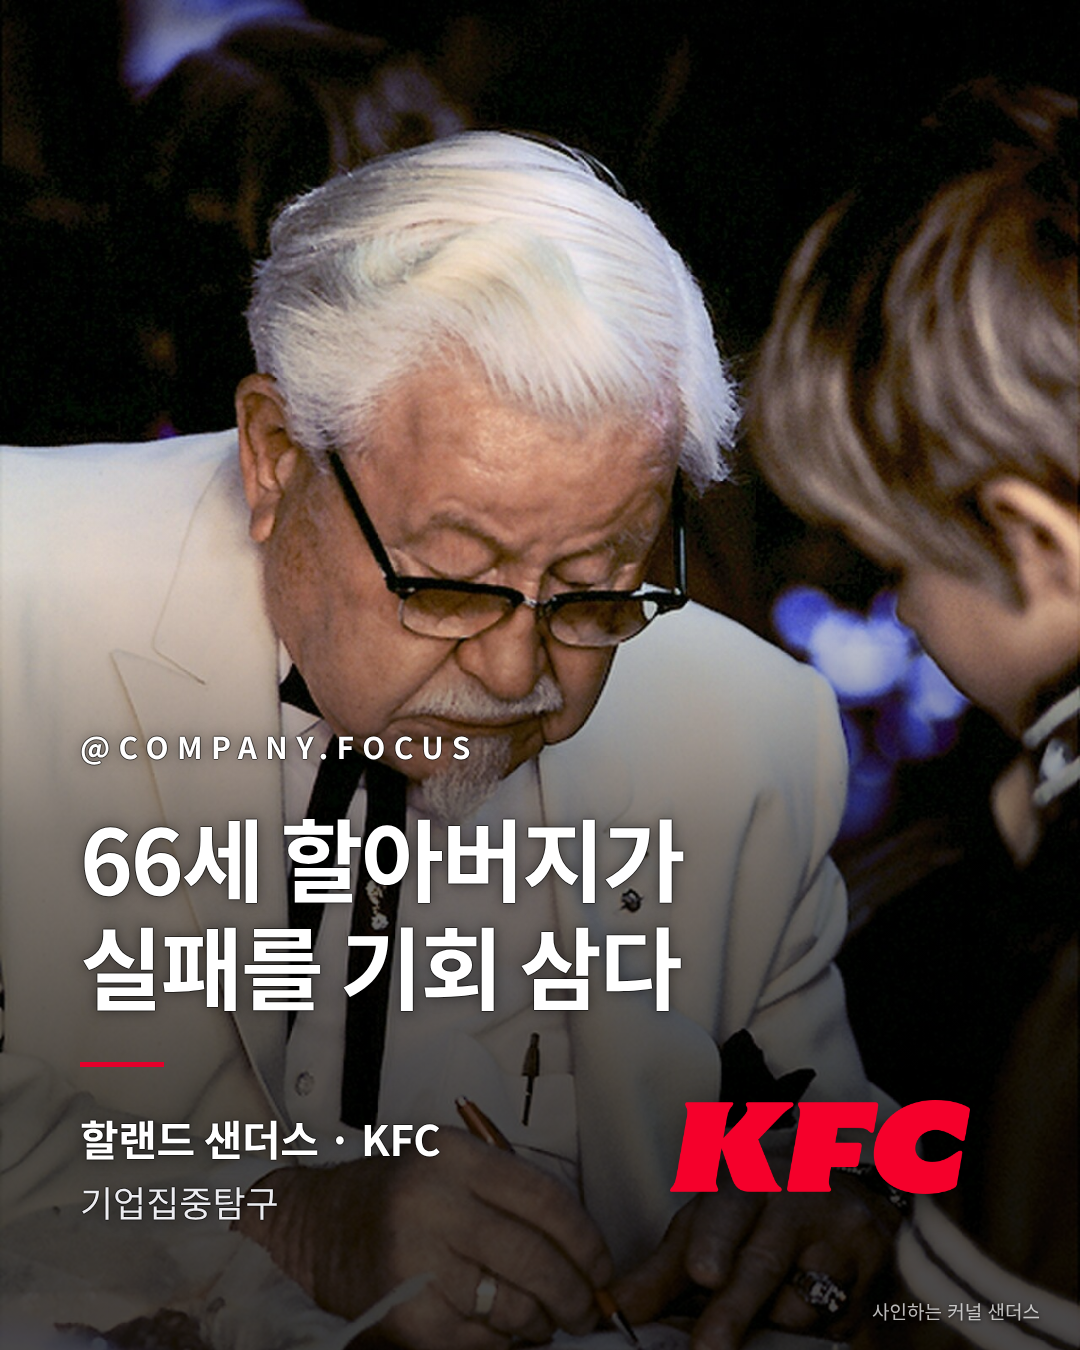 @COMPANY.FOCUS
66세 할아버지가
실패를 기회 삼다
할랜드 샌더스 · KFC
기업집중탐구
KFC
사인하는 커널 샌더스